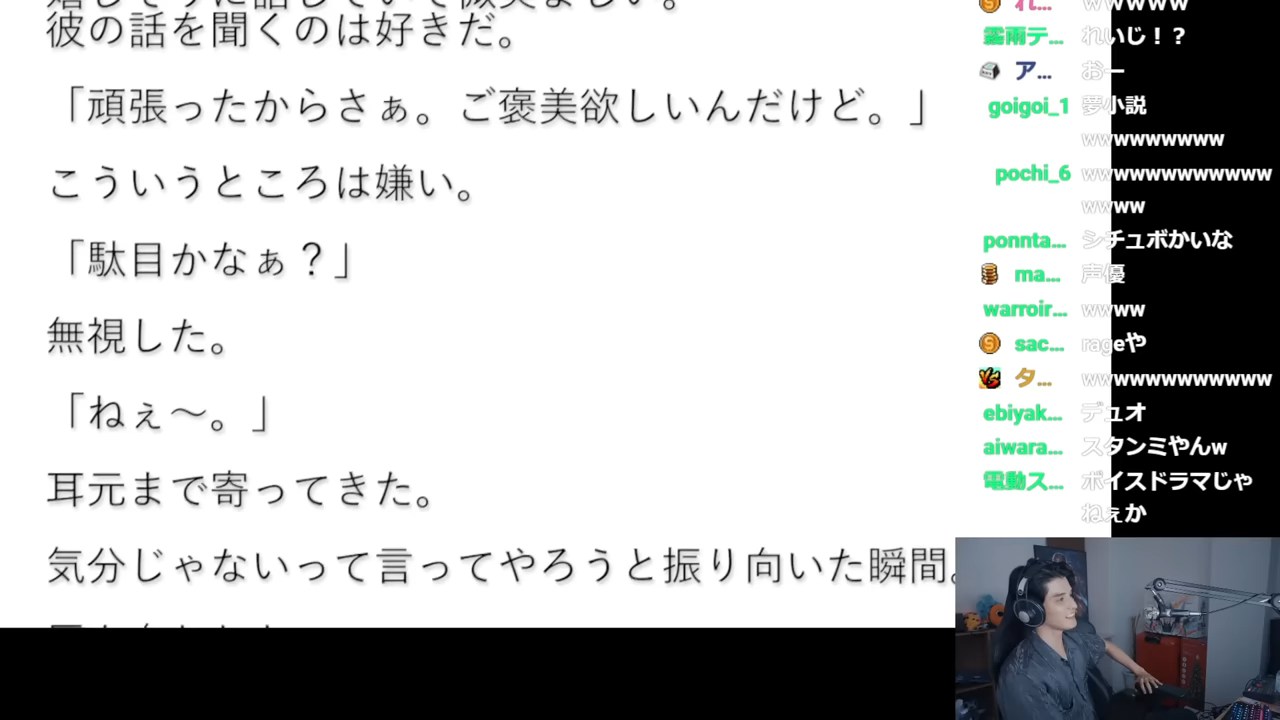 彼の話を聞くのは好きだ。
「頑張ったからさぁ。ご褒美欲しいんだけど。」
こういうところは嫌い。
「駄目かなぁ？」
無視した。
「ねぇ〜。」
耳元まで寄ってきた。
気分じゃないって言ってやろうと振り向いた瞬間。
れ... wwwww
霧雨テ... れいじ！？
ア... おー
goigoi_1 夢小説
wwwwwwwww
pochi_6 wwwwwwwwwwww
wwww
ponnta... シチュボかいな
ma... 声優
warroir... wwww
sac... rageや
タ... wwwwwwwwwwww
ebiyak... デュオ
aiwara... スタンミやんw
電動ス... ボイスドラマじゃ
ねぇか